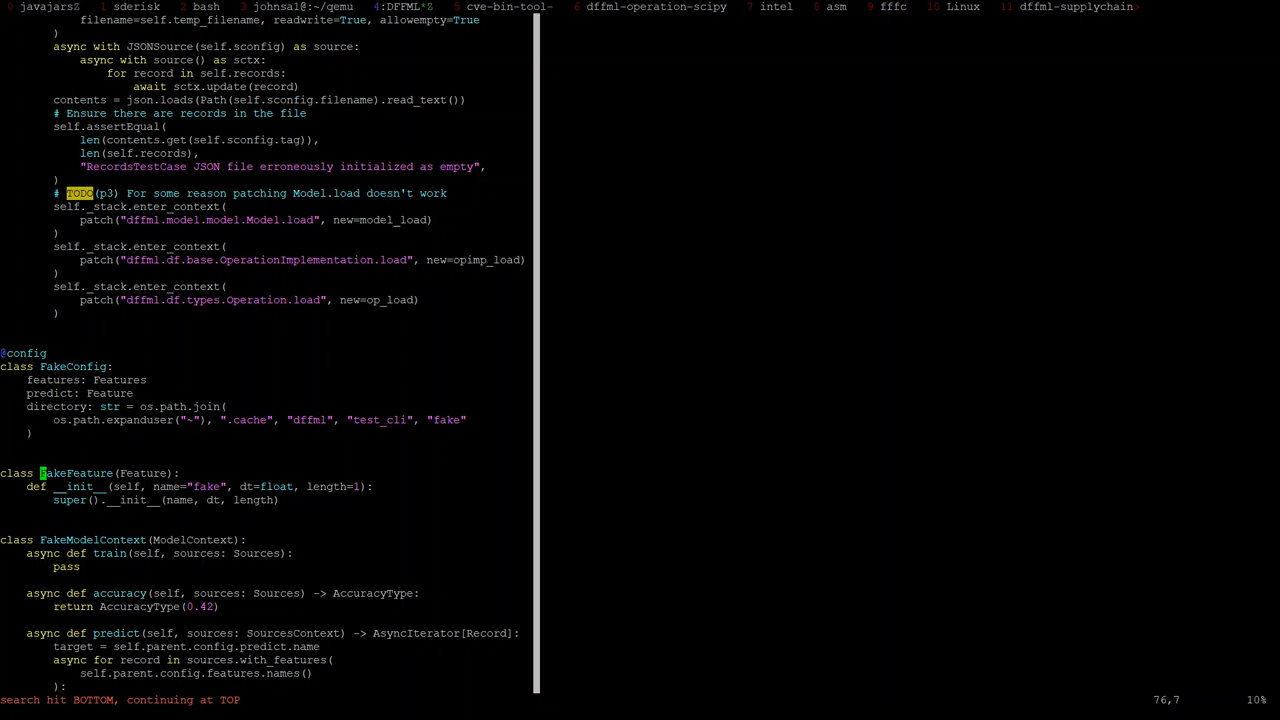 0 javajarsZ 1 sderisk 2 bash 3 johnsal@:~/qemu 4:DFFML*Z 5 cve-bin-tool- 6 dffml-operation-scipy 7 intel 8 asm 9 fffc 10 Linux 11 dffml-supplychain>
filename=self.temp_filename, readwrite=True, allowempty=True
)
async with JSONSource(self.sconfig) as source:
async with source() as sctx:
for record in self.records:
await sctx.update(record)
contents = json.loads(Path(self.sconfig.filename).read_text())
# Ensure there are records in the file
self.assertEqual(
len(contents.get(self.sconfig.tag)),
len(self.records),
"RecordsTestCase JSON file erroneously initialized as empty",
)
# TODO(p3) For some reason patching Model.load doesn't work
self._stack.enter_context(
patch("dffml.model.model.Model.load", new=model_load)
)
self._stack.enter_context(
patch("dffml.df.base.OperationImplementation.load", new=opimp_load)
)
self._stack.enter_context(
patch("dffml.df.types.Operation.load", new=op_load)
)
@config
class FakeConfig:
features: Features
predict: Feature
directory: str = os.path.join(
os.path.expanduser("~"), ".cache", "dffml", "test_cli", "fake"
)
class FakeFeature(Feature):
def __init__(self, name="fake", dt=float, length=1):
super().__init__(name, dt, length)
class FakeModelContext(ModelContext):
async def train(self, sources: Sources):
pass
async def accuracy(self, sources: Sources) -> AccuracyType:
return AccuracyType(0.42)
async def predict(self, sources: SourcesContext) -> AsyncIterator[Record]:
target = self.parent.config.predict.name
async for record in sources.with_features(
self.parent.config.features.names()
):
search hit BOTTOM, continuing at TOP 76,7 10%